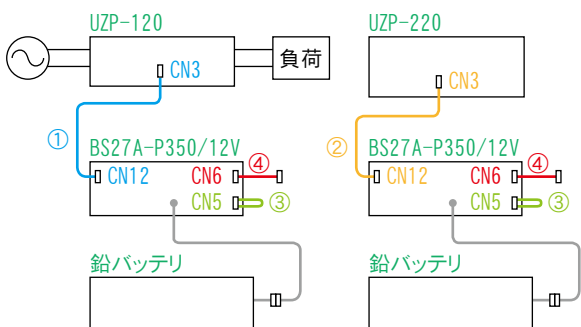 UZP-120
CN3
負荷
①
BS27A-P350/12V
CN12
CN6
④
CN5
③
鉛バッテリ
UZP-220
CN3
②
BS27A-P350/12V
CN12
CN6
④
CN5
③
鉛バッテリ